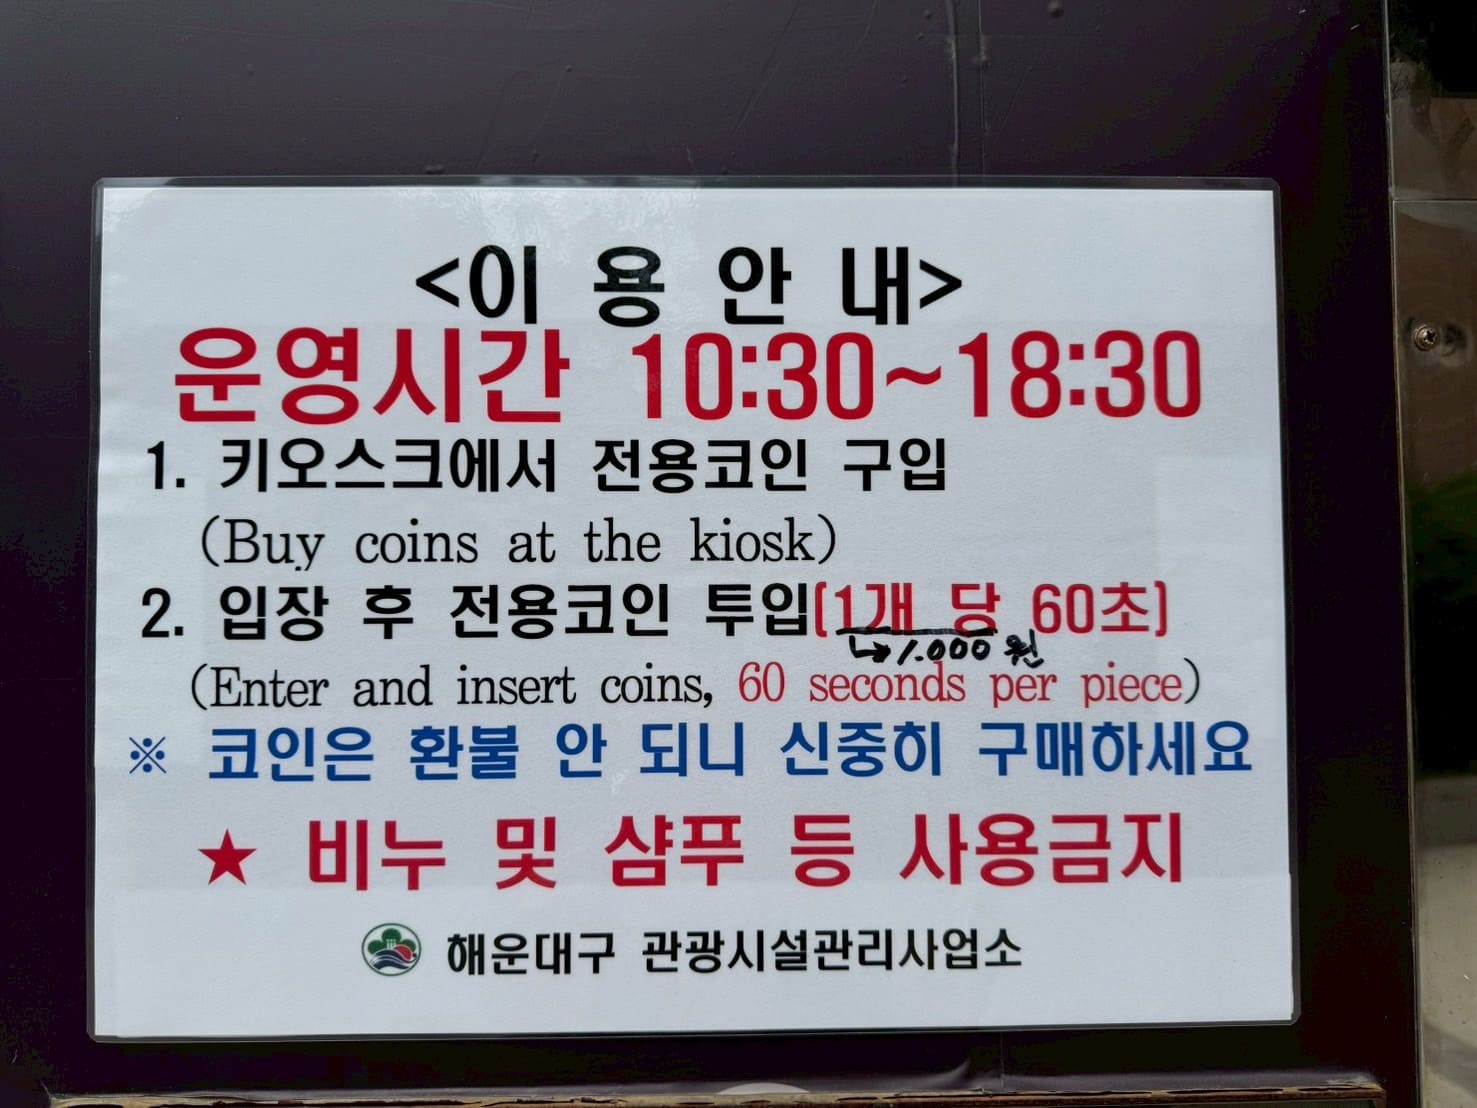 <이 용 안 내>
운영시간 10:30~18:30
1. 키오스크에서 전용코인 구입
(Buy coins at the kiosk)
2. 입장 후 전용코인 투입(1개 당 60초)
↳ 1.000 원
(Enter and insert coins, 60 seconds per piece)
※ 코인은 환불 안 되니 신중히 구매하세요
★ 비누 및 샴푸 등 사용금지
해운대구 관광시설관리사업소